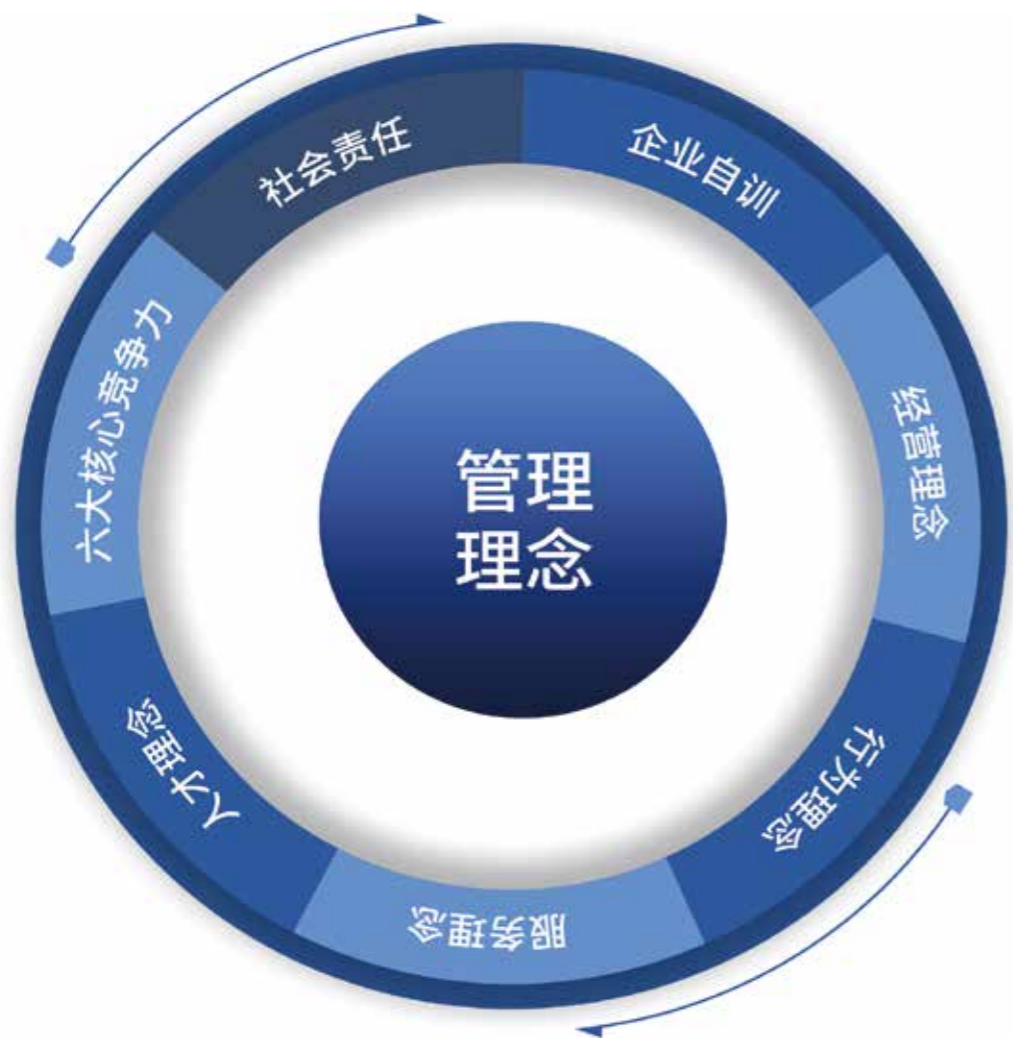 管理
理念
企业自训
经营理念
行为理念
服务理念
人才理念
六大核心竞争力
社会责任